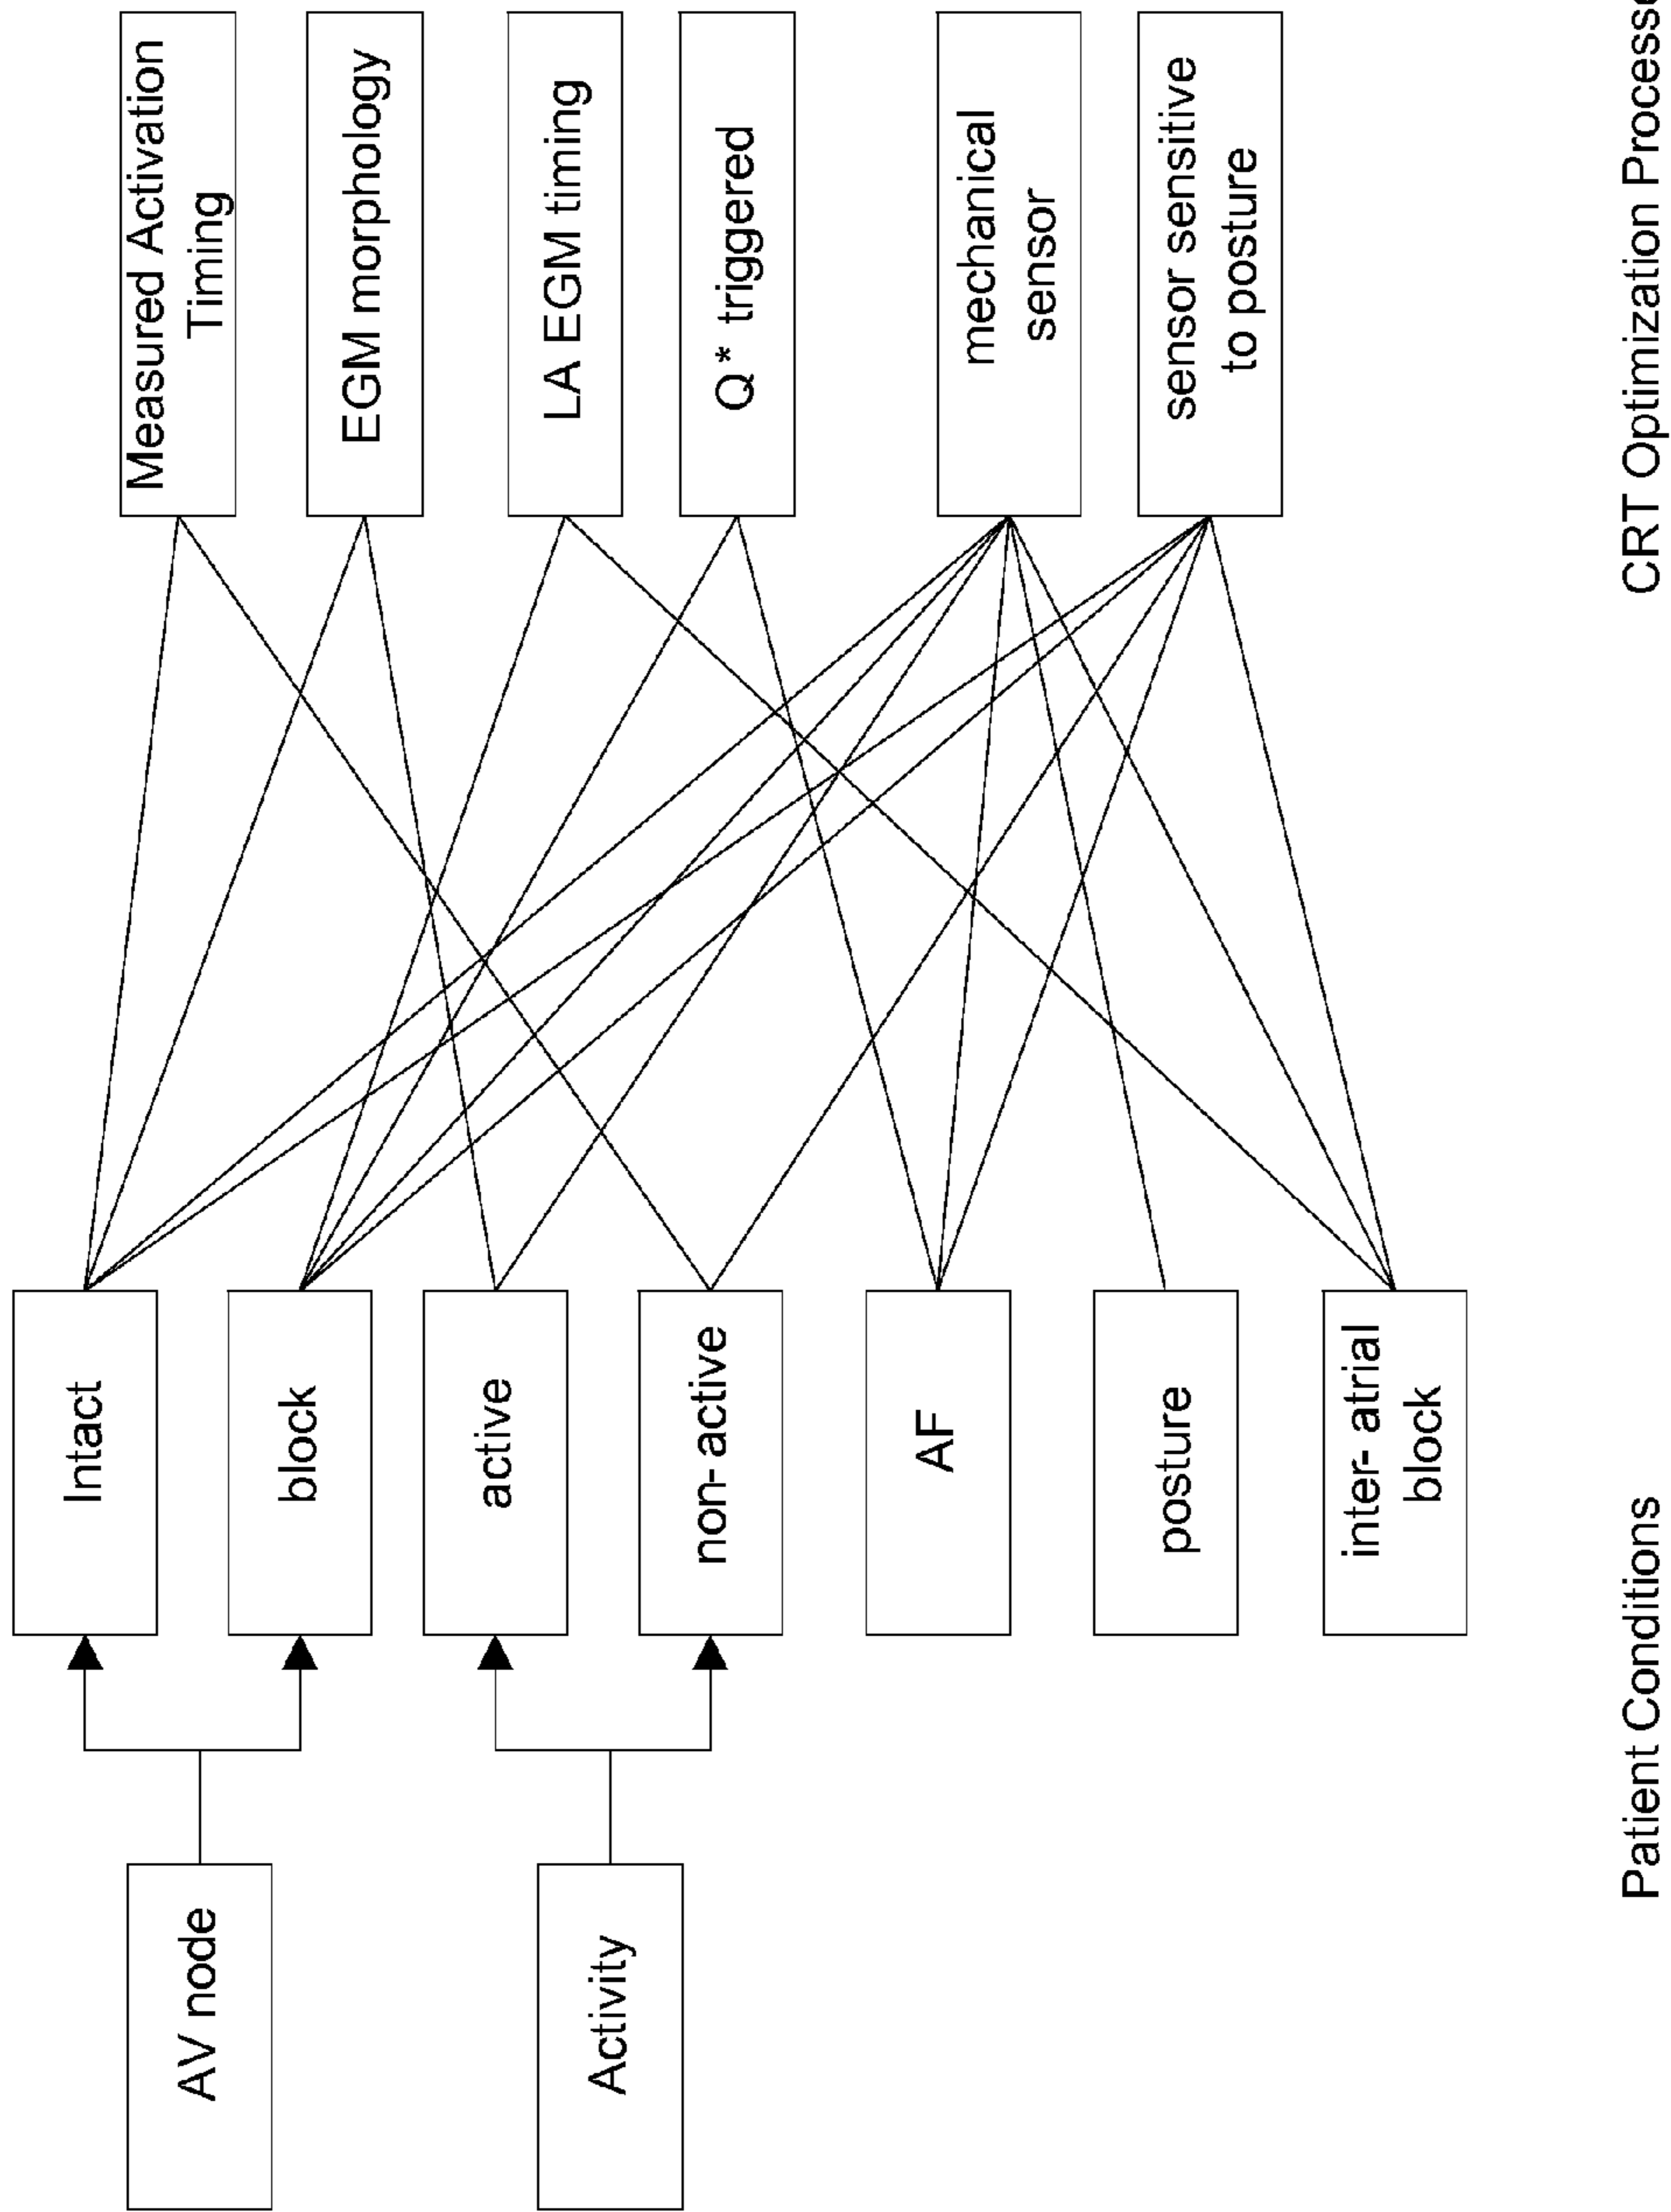 AV node
Activity
Intact
block
active
non- active
AF
posture
inter- atrial
block
Measured Activation
Timing
EGM morphology
LA EGM timing
Q * triggered
mechanical
sensor
sensor sensitive
to posture
Patient Conditions
CRT Optimization